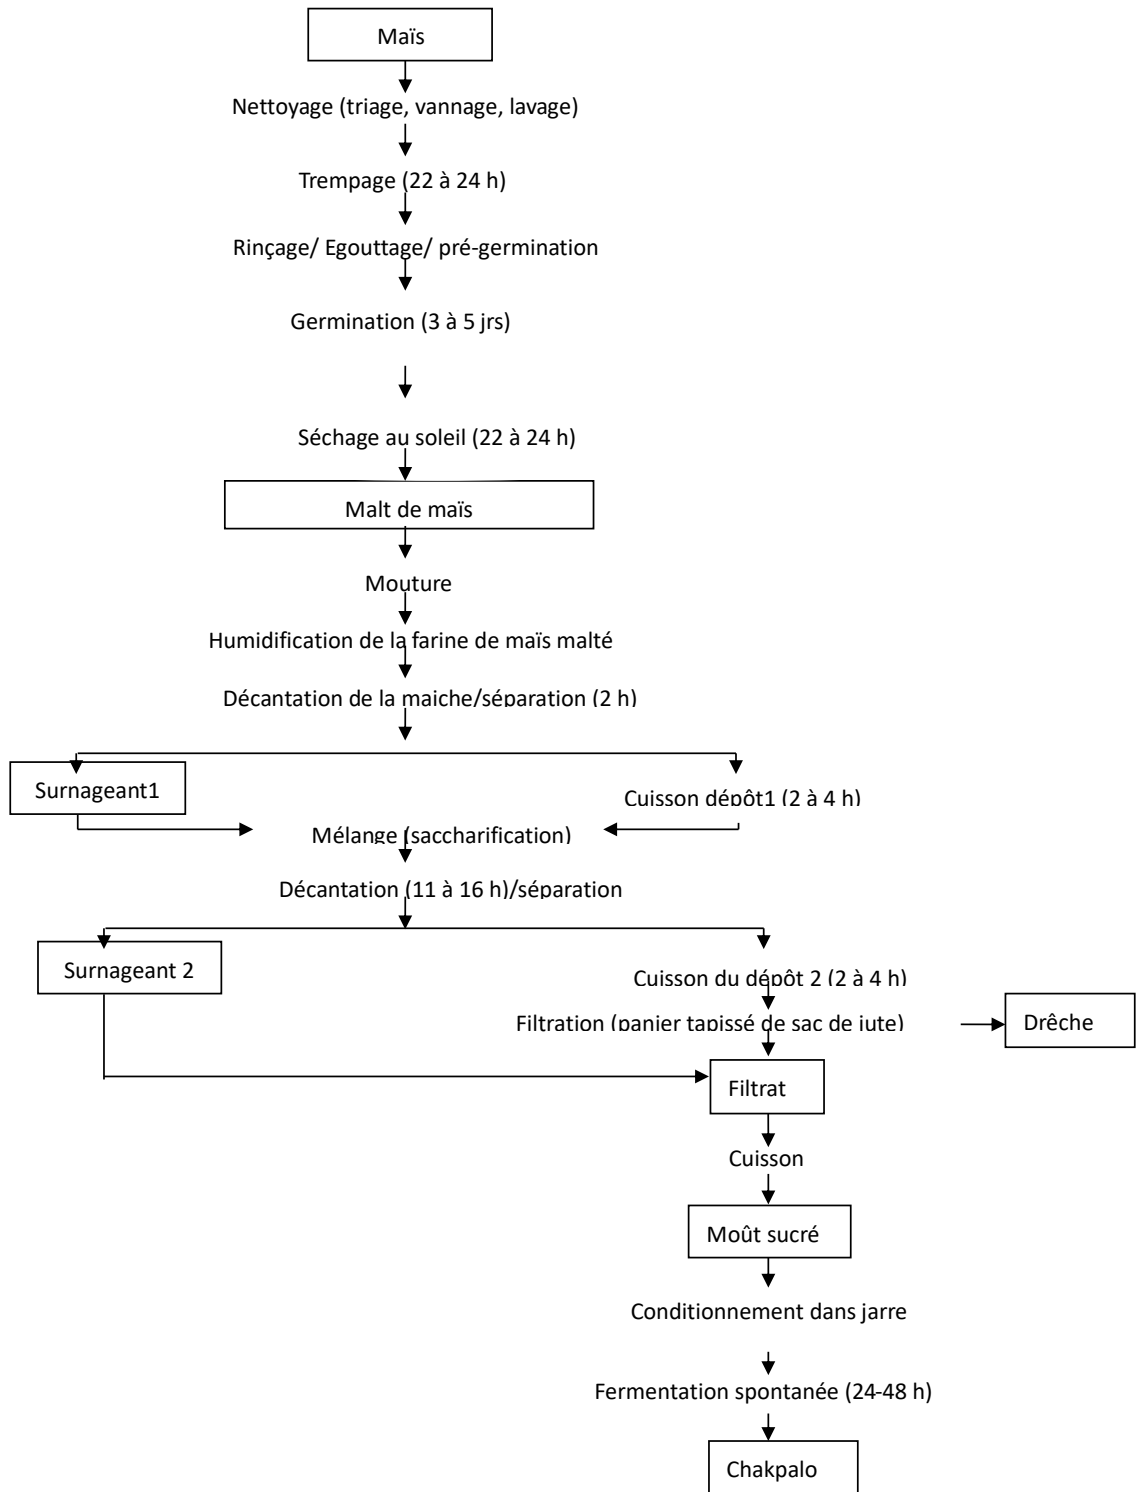 Maïs
Nettoyage (triage, vannage, lavage)
Trempage (22 à 24 h)
Rinçage/ Egouttage/ pré-germination
Germination (3 à 5 jrs)
Séchage au soleil (22 à 24 h)
Malt de maïs
Mouture
Humidification de la farine de maïs malté
Décantation de la maiche/séparation (2 h)
Surnageant1
Cuisson dépôt1 (2 à 4 h)
Mélange (saccharification)
Décantation (11 à 16 h)/séparation
Surnageant 2
Cuisson du dépôt 2 (2 à 4 h)
Filtration (panier tapissé de sac de jute)
Drêche
Filtrat
Cuisson
Moût sucré
Conditionnement dans jarre
Fermentation spontanée (24-48 h)
Chakpalo